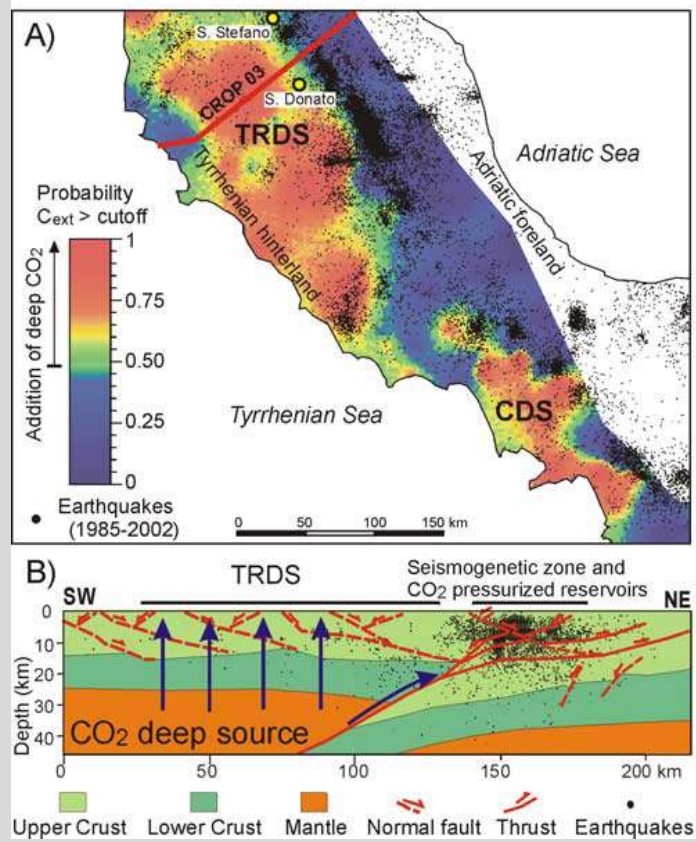 A)
S. Stefano
CROP 03
S. Donato
TRDS
Adriatic Sea
Tyrrhenian hinterland
Adriatic foreland
Probability
Cext > cutoff
Addition of deep CO2
1
0.75
0.50
0.25
0
CDS
Tyrrhenian Sea
Earthquakes
(1985-2002)
0 50 100 150 km
B)
TRDS
Seismogenetic zone and
CO2 pressurized reservoirs
SW
NE
Depth (km)
0
10
20
30
40
CO2 deep source
0 50 100 150 200 km
Upper Crust Lower Crust Mantle Normal fault Thrust Earthquakes